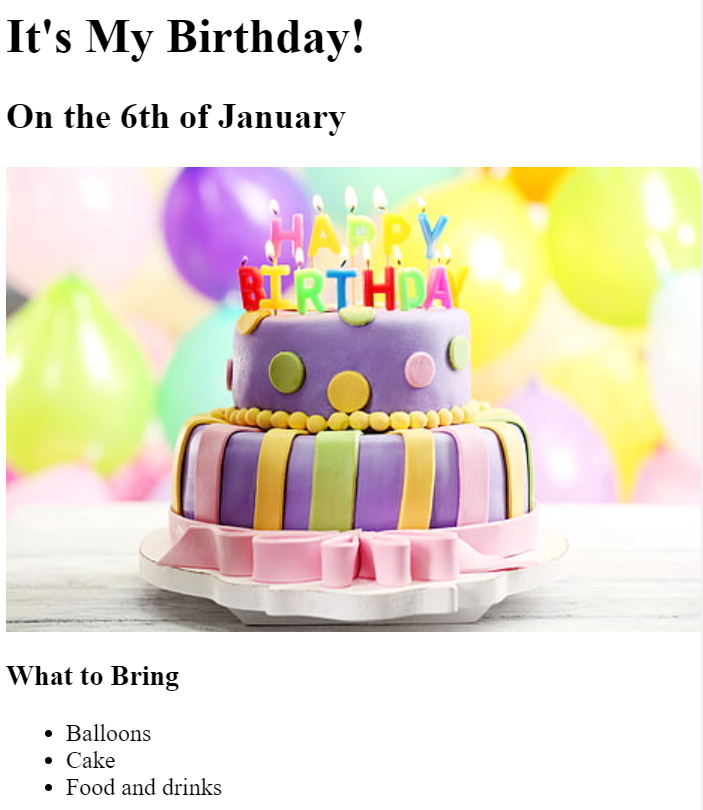 It's My Birthday!
On the 6th of January
HAPPY
BIRTHDAY
What to Bring
Balloons
Cake
Food and drinks